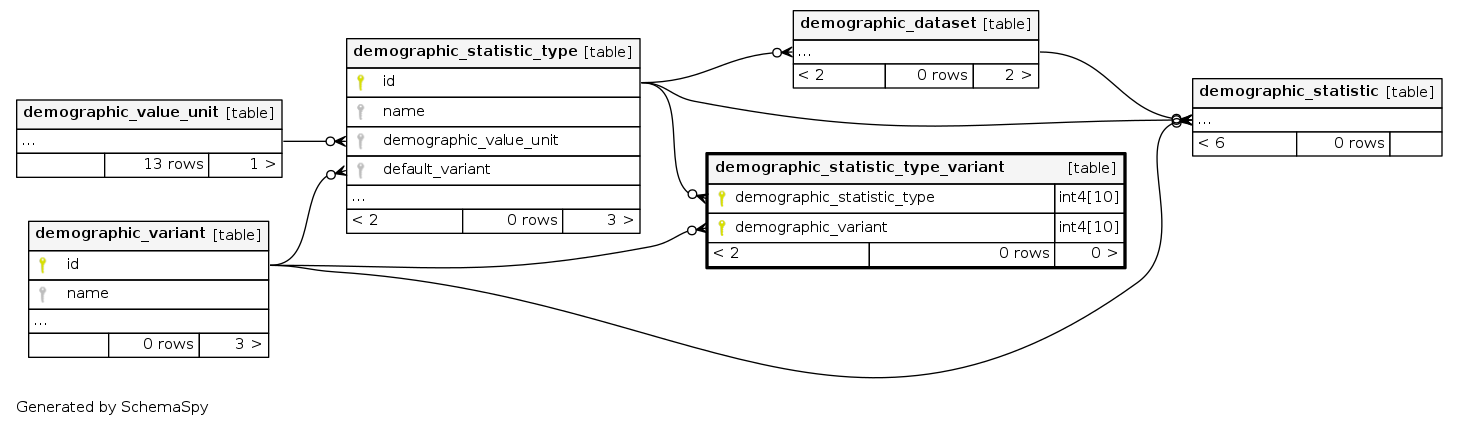 demographic_dataset [table]
...
< 2 0 rows 2 >
demographic_statistic_type [table]
id
name
demographic_value_unit
default_variant
...
< 2 0 rows 3 >
demographic_statistic [table]
...
< 6 0 rows
demographic_value_unit [table]
...
13 rows 1 >
demographic_statistic_type_variant [table]
demographic_statistic_type int4[10]
demographic_variant int4[10]
< 2 0 rows 0 >
demographic_variant [table]
id
name
...
0 rows 3 >
Generated by SchemaSpy